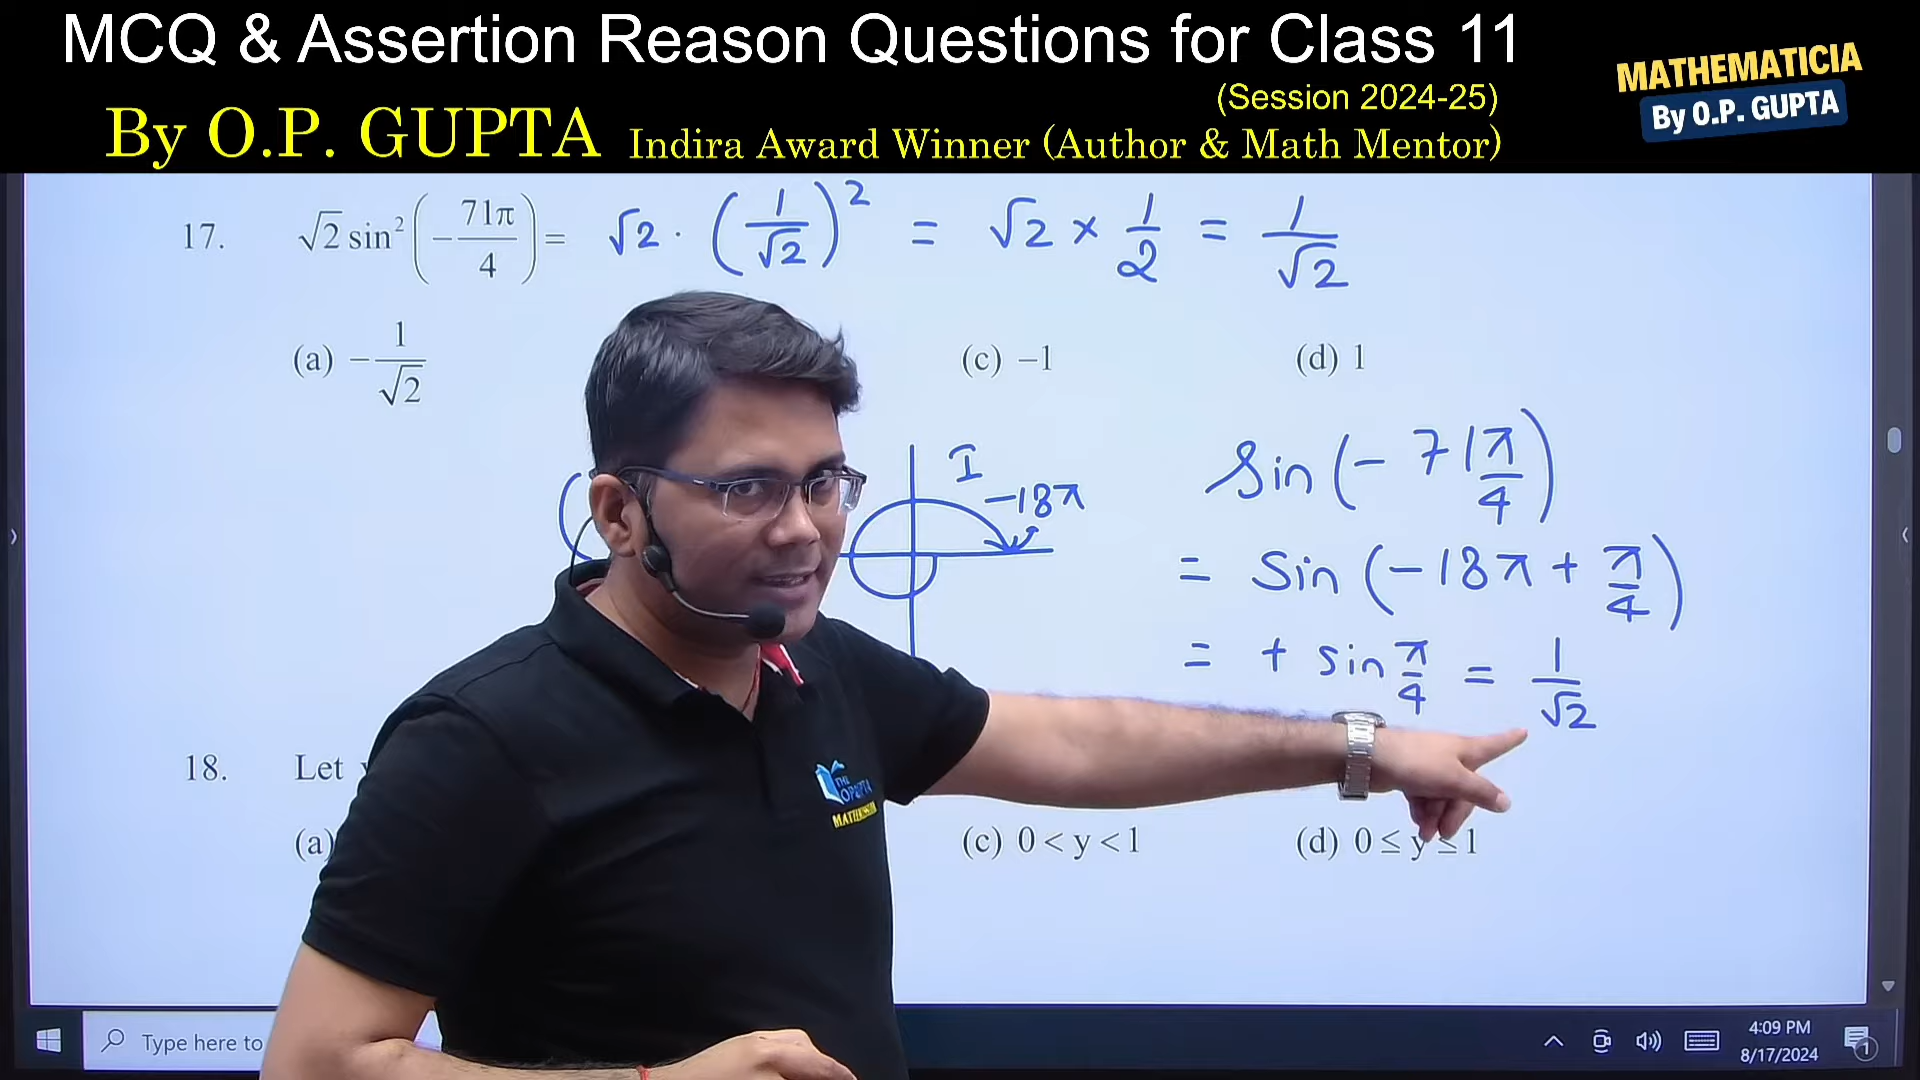 MCQ & Assertion Reason Questions for Class 11
(Session 2024-25)
By O.P. GUPTA Indira Award Winner (Author & Math Mentor)
MATHEMATICIA
By O.P. GUPTA
17. √2 sin² (−71π/4) = √2 · (1/√2)² = √2 × 1/2 = 1/√2
(a) −1/√2 (c) −1 (d) 1
I
−18π
sin (−71π/4)
= sin (−18π + π/4)
= + sin π/4 = 1/√2
18. Let
(a) (c) 0 < y < 1 (d) 0 ≤ y ≤ 1
THE
OPGUPTA
Type here to
4:09 PM
8/17/2024
1